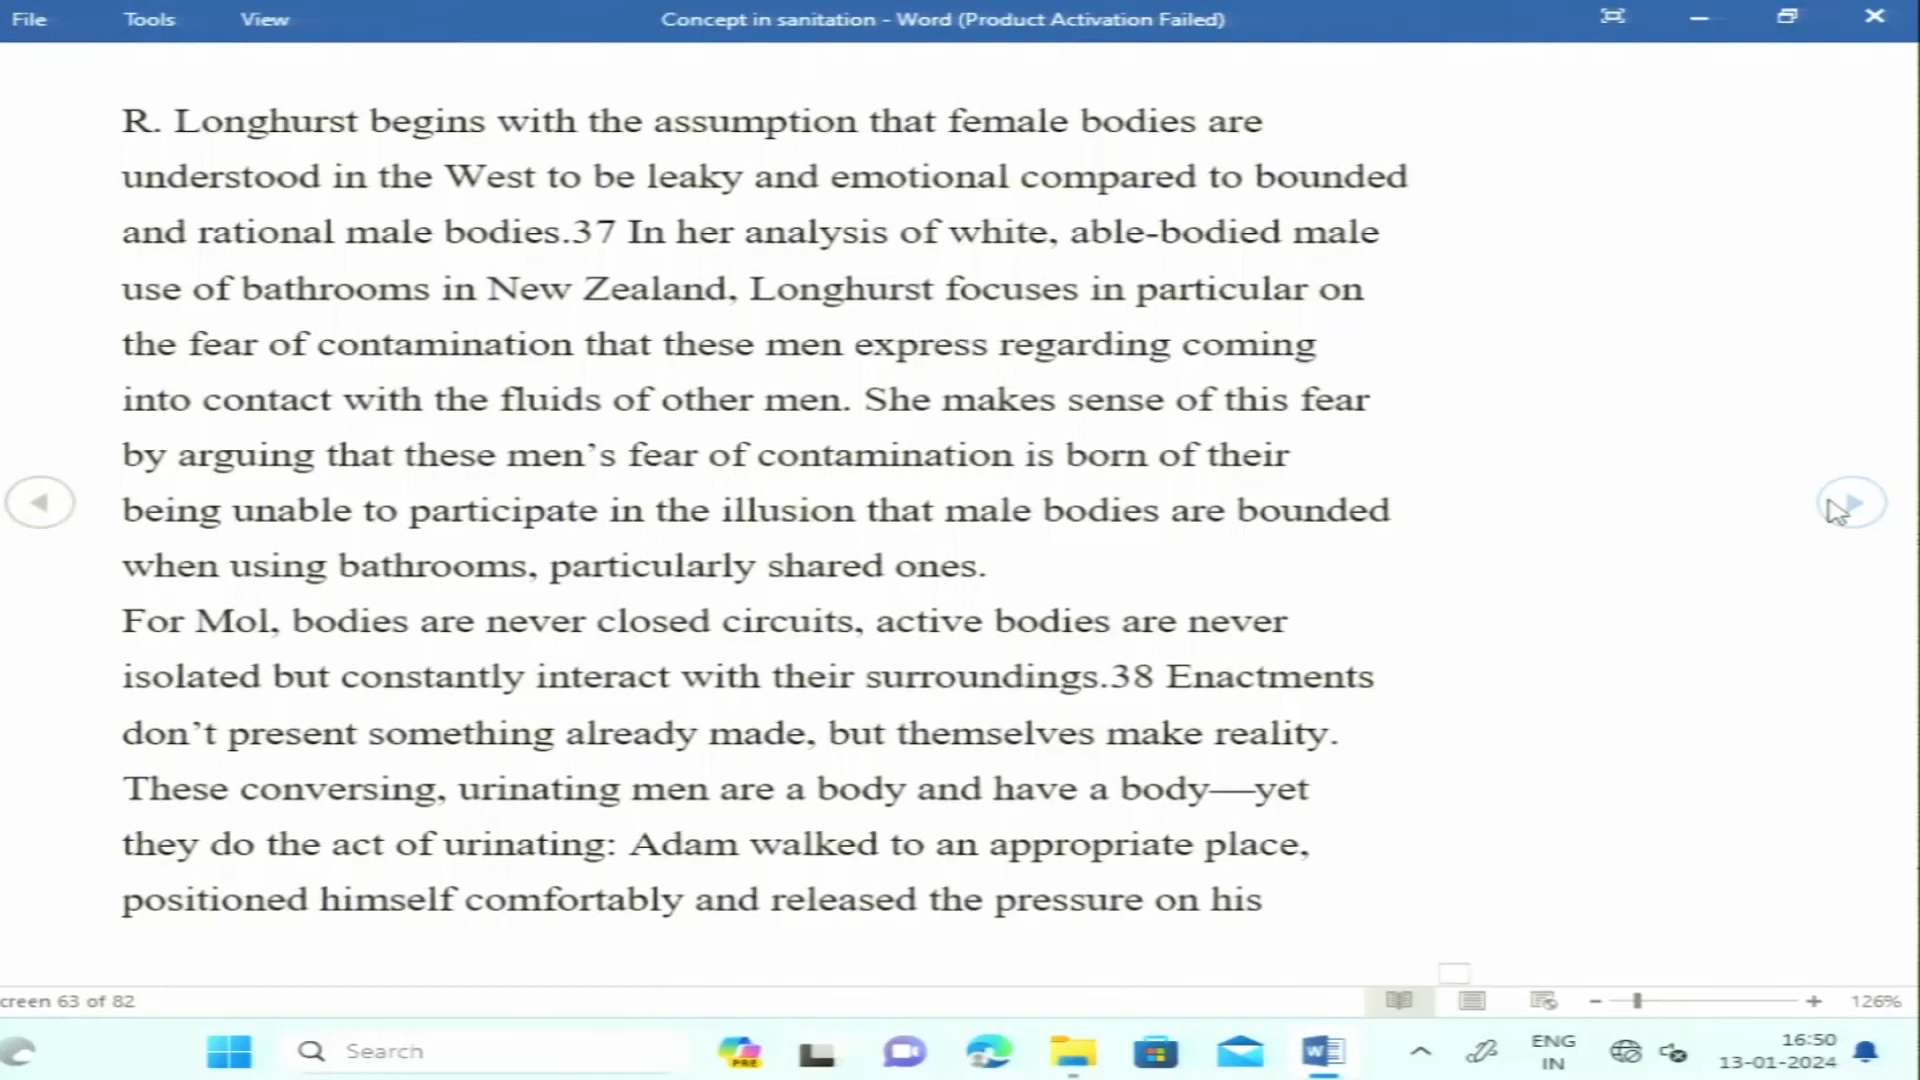 File Tools View Concept in sanitation - Word (Product Activation Failed)
R. Longhurst begins with the assumption that female bodies are
understood in the West to be leaky and emotional compared to bounded
and rational male bodies.37 In her analysis of white, able-bodied male
use of bathrooms in New Zealand, Longhurst focuses in particular on
the fear of contamination that these men express regarding coming
into contact with the fluids of other men. She makes sense of this fear
by arguing that these men’s fear of contamination is born of their
being unable to participate in the illusion that male bodies are bounded
when using bathrooms, particularly shared ones.
For Mol, bodies are never closed circuits, active bodies are never
isolated but constantly interact with their surroundings.38 Enactments
don’t present something already made, but themselves make reality.
These conversing, urinating men are a body and have a body—yet
they do the act of urinating: Adam walked to an appropriate place,
positioned himself comfortably and released the pressure on his
creen 63 of 82 126%
Search PRE W ENG 16:50
IN 13-01-2024